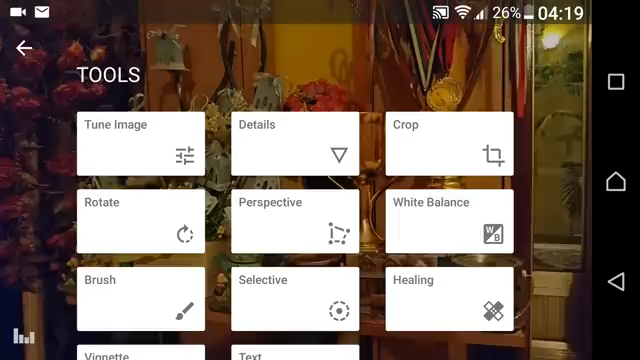 26% 04:19
TOOLS
Tune Image Details Crop
Rotate Perspective White Balance
W
B
Brush Selective Healing
Vignette Text